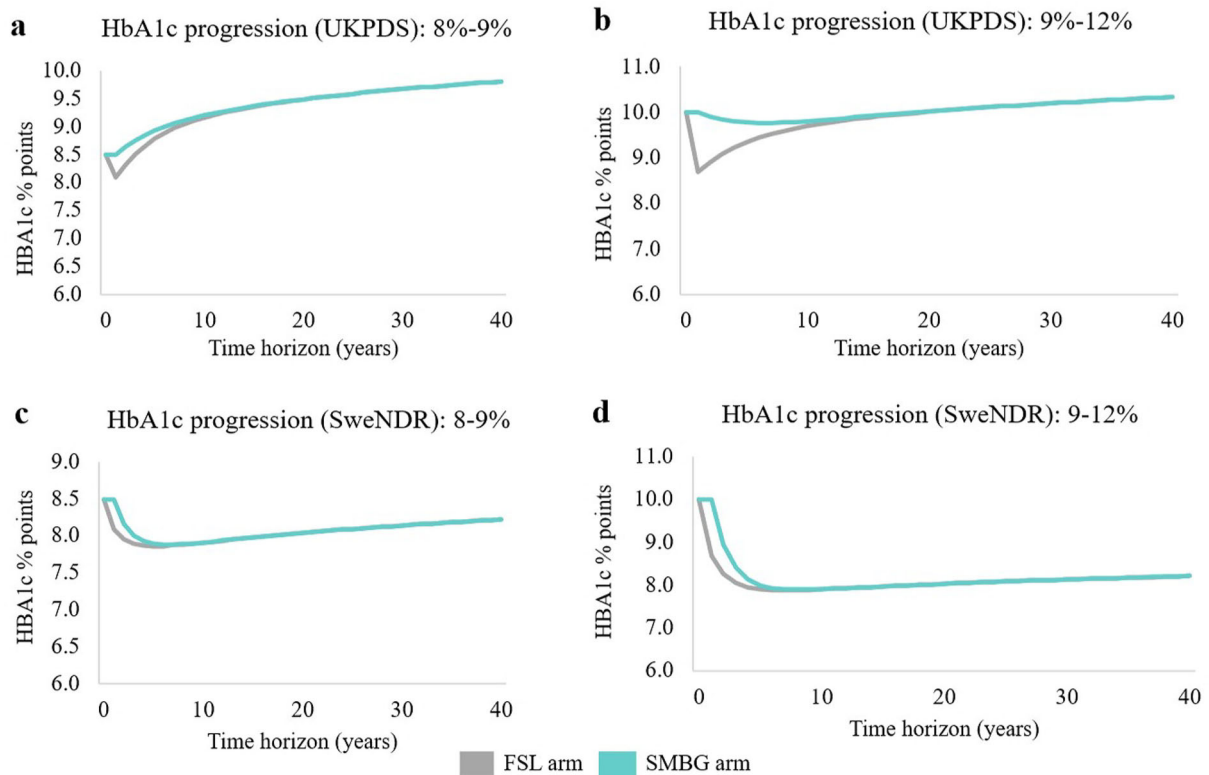 a
HbA1c progression (UKPDS): 8%-9%
10.0
9.5
9.0
8.5
8.0
7.5
7.0
6.5
6.0
HBA1c % points
0 10 20 30 40
Time horizon (years)
b
HbA1c progression (UKPDS): 9%-12%
11.0
10.0
9.0
8.0
7.0
6.0
HBA1c % points
0 10 20 30 40
Time horizon (years)
c
HbA1c progression (SweNDR): 8-9%
9.0
8.5
8.0
7.5
7.0
6.5
6.0
HBA1c % points
0 10 20 30 40
Time horizon (years)
d
HbA1c progression (SweNDR): 9-12%
11.0
10.0
9.0
8.0
7.0
6.0
HBA1c % points
0 10 20 30 40
Time horizon (years)
FSL arm SMBG arm